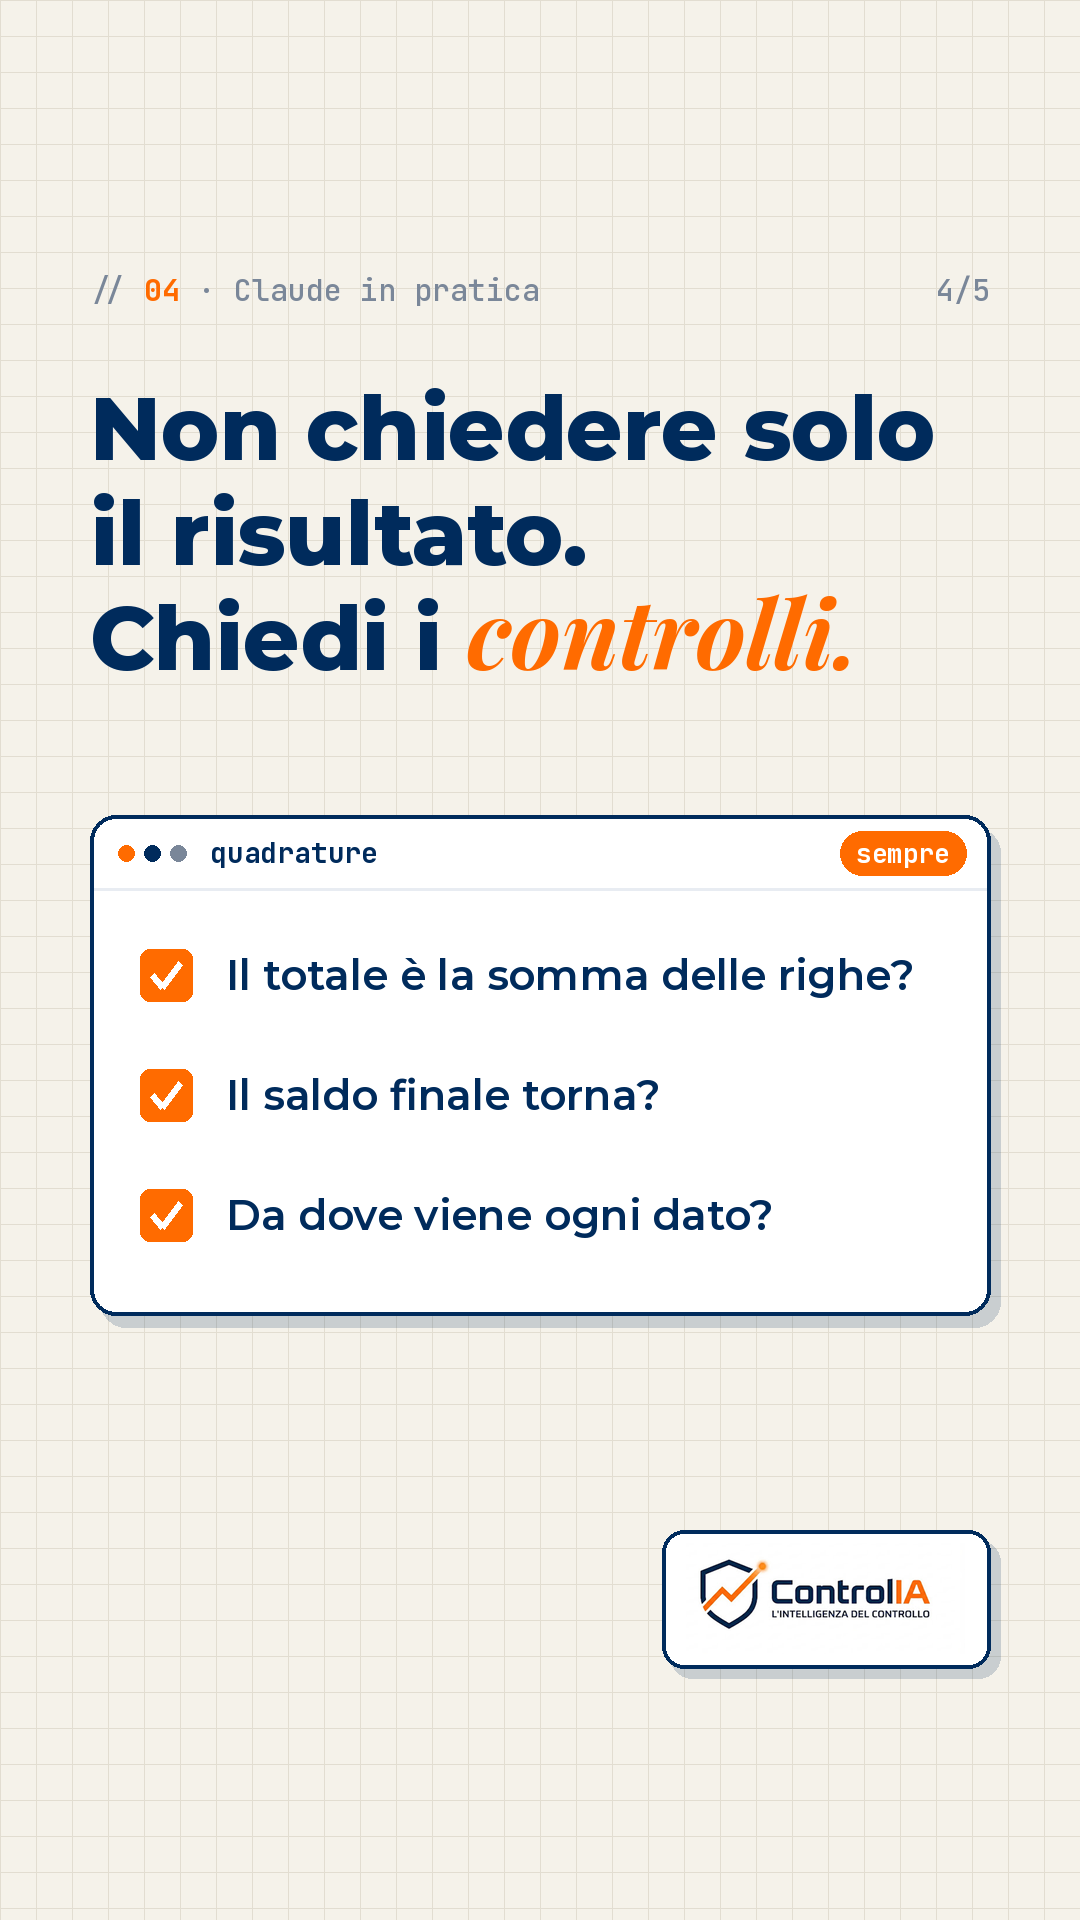 // 04 · Claude in pratica
4/5
Non chiedere solo
il risultato.
Chiedi i controlli.
quadrature
sempre
Il totale è la somma delle righe?
Il saldo finale torna?
Da dove viene ogni dato?
ControlIA
L'INTELLIGENZA DEL CONTROLLO